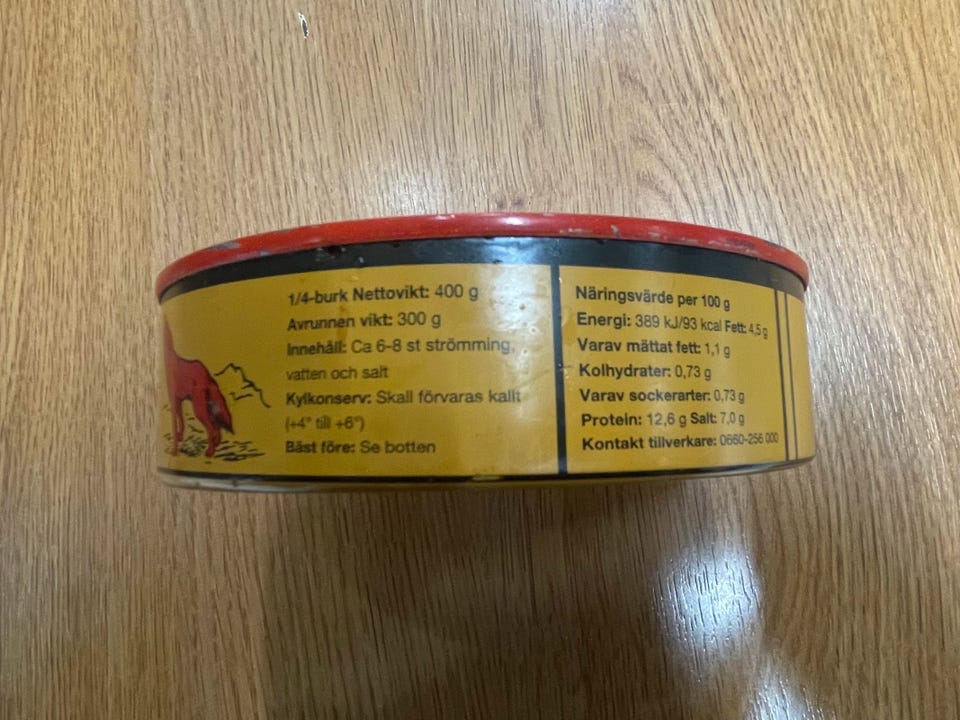 1/4-burk Nettovikt: 400 g
Avrunnen vikt: 300 g
Innehåll: Ca 6-8 st strömming,
vatten och salt
Kylkonserv: Skall förvaras kallt
(+4° till +6°)
Bäst före: Se botten
Näringsvärde per 100 g
Energi: 389 kJ/93 kcal Fett: 4,5 g
Varav mättat fett: 1,1 g
Kolhydrater: 0,73 g
Varav sockerarter: 0,73 g
Protein: 12,6 g Salt: 7,0 g
Kontakt tillverkare: 0660-256 000